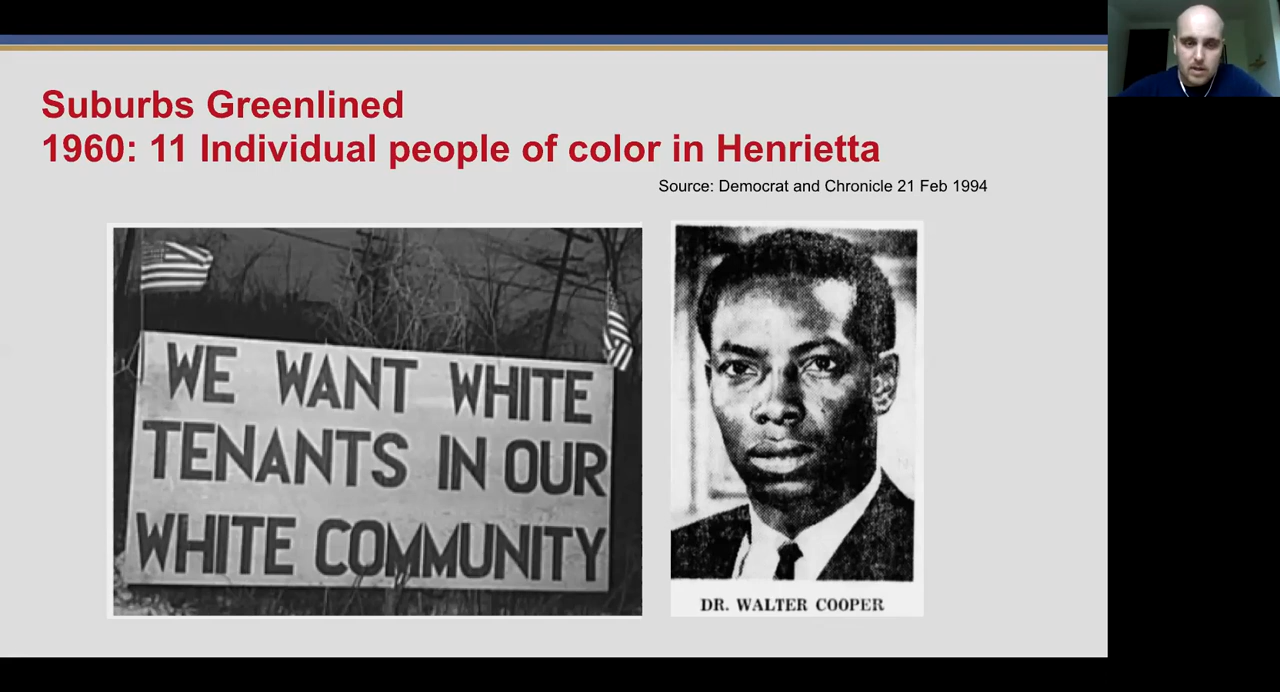 Suburbs Greenlined
1960: 11 Individual people of color in Henrietta
Source: Democrat and Chronicle 21 Feb 1994
WE WANT WHITE
TENANTS IN OUR
WHITE COMMUNITY
DR. WALTER COOPER